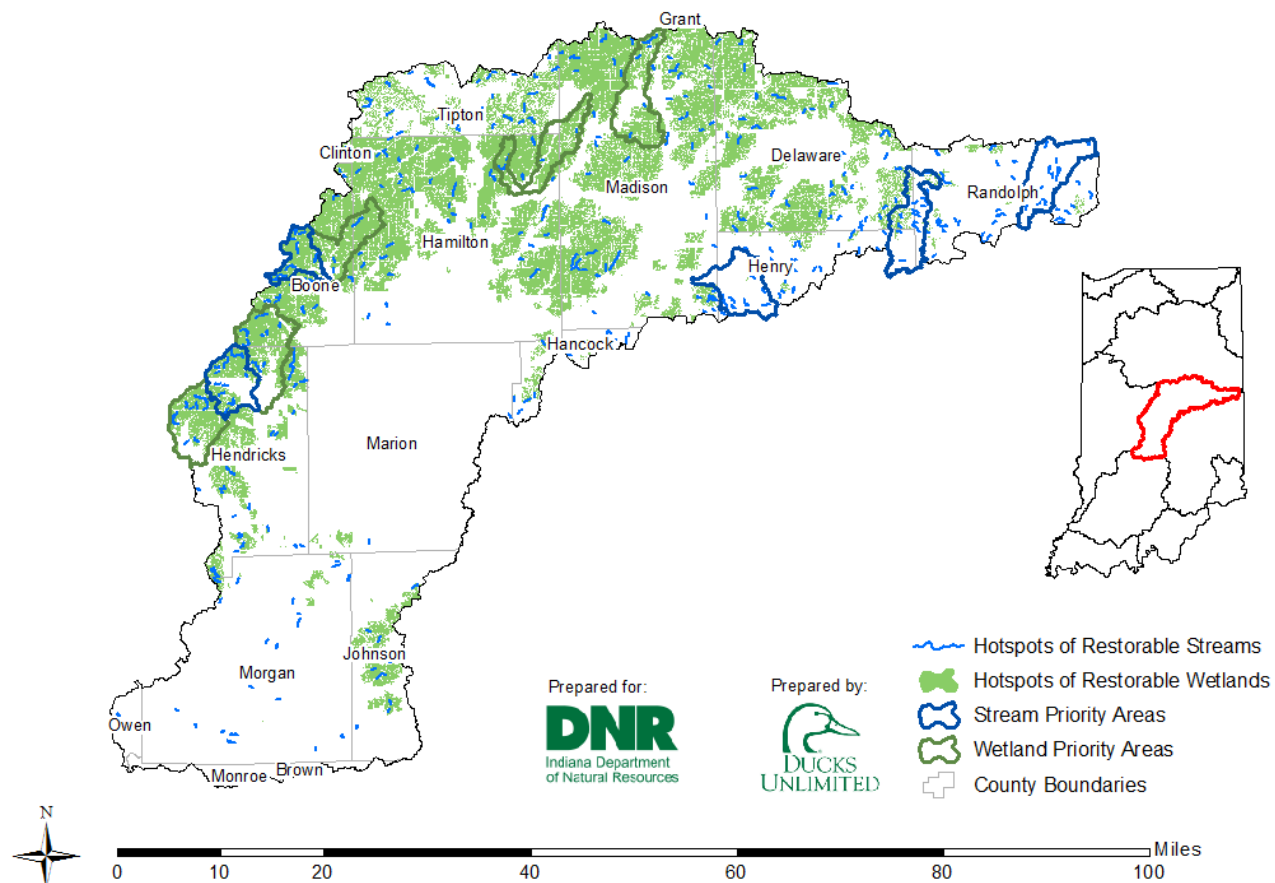 Grant
Tipton
Clinton
Delaware
Madison
Randolph
Hamilton
Henry
Boone
Hancock
Marion
Hendricks
Johnson
Morgan
Owen
Monroe
Brown
Hotspots of Restorable Streams
Hotspots of Restorable Wetlands
Stream Priority Areas
Wetland Priority Areas
County Boundaries
Prepared for:
DNR
Indiana Department
of Natural Resources
Prepared by:
DUCKS
UNLIMITED
N
Miles
0 10 20 40 60 80 100